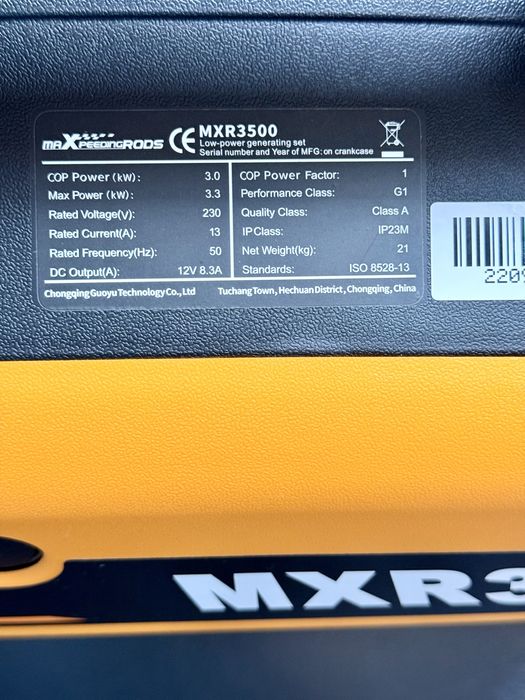 maXpeedingRODS CE MXR3500
Low-power generating set
Serial number and Year of MFG: on crankcase
COP Power (kW): 3.0 COP Power Factor: 1
Max Power (kW): 3.3 Performance Class: G1
Rated Voltage(V): 230 Quality Class: Class A
Rated Current(A): 13 IP Class: IP23M
Rated Frequency(Hz): 50 Net Weight(kg): 21
DC Output(A): 12V 8.3A Standards: ISO 8528-13
ChongqingGuoyu Technology Co., Ltd Tuchang Town, Hechuan District, Chongqing, China
2209
MXR3